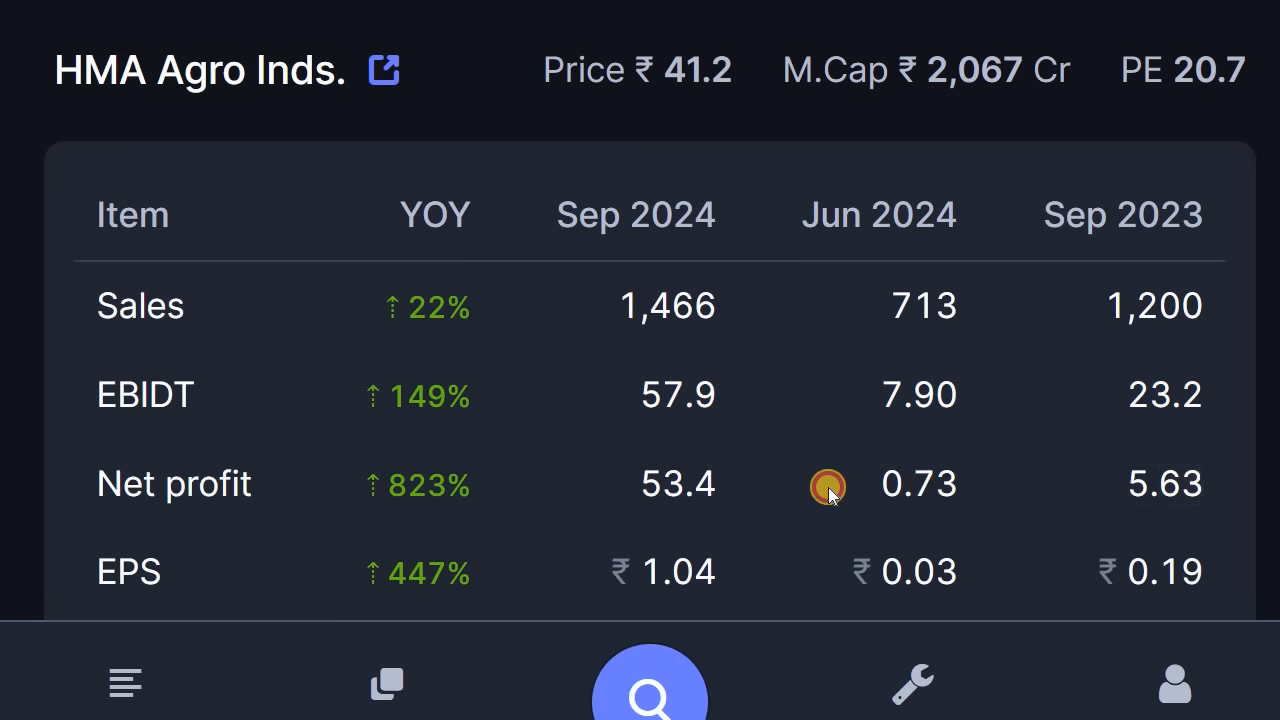 HMA Agro Inds. Price ₹ 41.2 M.Cap ₹ 2,067 Cr PE 20.7
Item YOY Sep 2024 Jun 2024 Sep 2023
Sales ⇡ 22% 1,466 713 1,200
EBIDT ⇡ 149% 57.9 7.90 23.2
Net profit ⇡ 823% 53.4 0.73 5.63
EPS ⇡ 447% ₹ 1.04 ₹ 0.03 ₹ 0.19